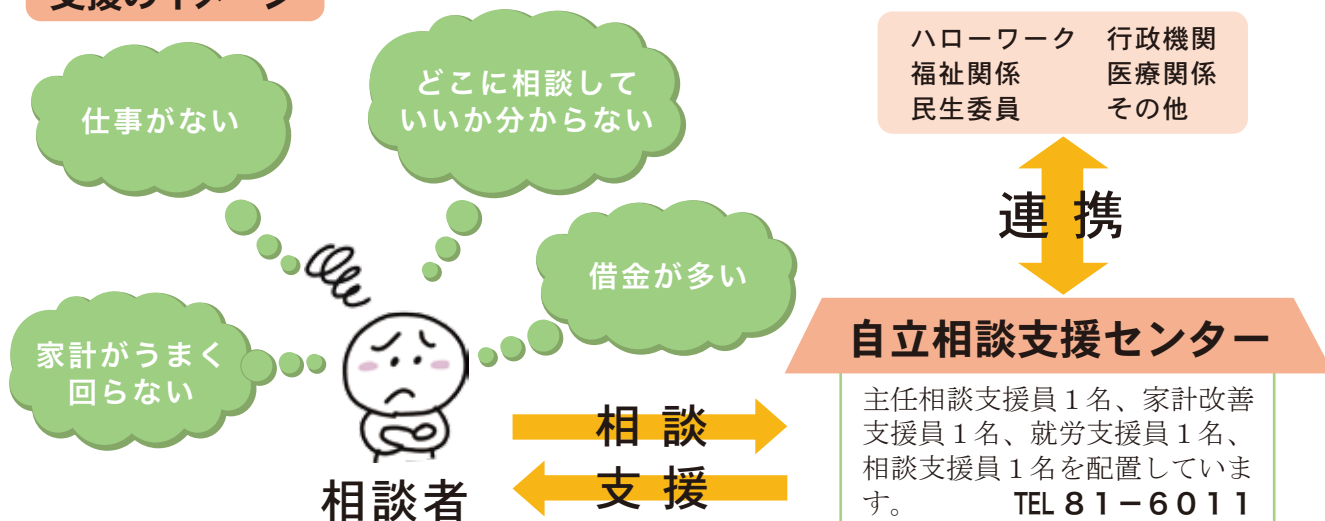 支援のイメージ
仕事がない
どこに相談して
いいか分からない
借金が多い
家計がうまく
回らない
相談者
相談
支援
ハローワーク　行政機関
福祉関係　医療関係
民生委員　その他
連携
自立相談支援センター
主任相談支援員１名、家計改善
支援員１名、就労支援員１名、
相談支援員１名を配置していま
す。　TEL ８１－６０１１